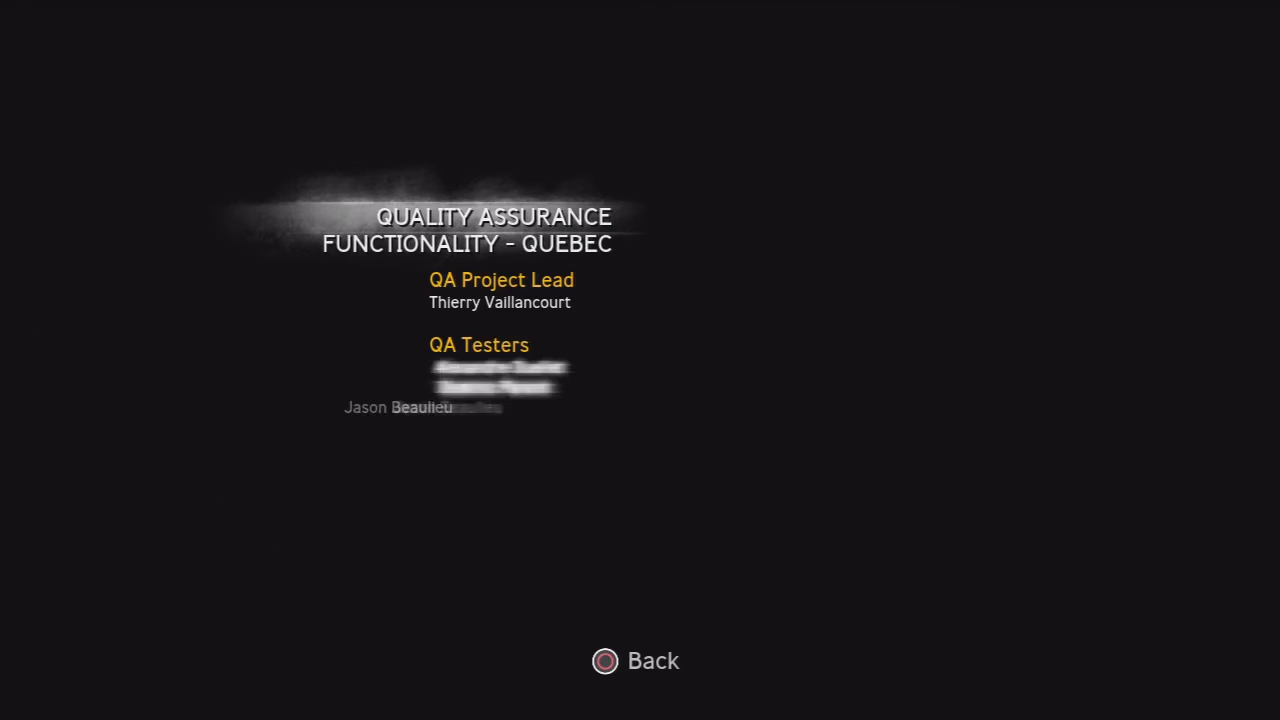 QUALITY ASSURANCE
FUNCTIONALITY - QUEBEC
QA Project Lead
Thierry Vaillancourt
QA Testers
Jason Beaulieu
Back